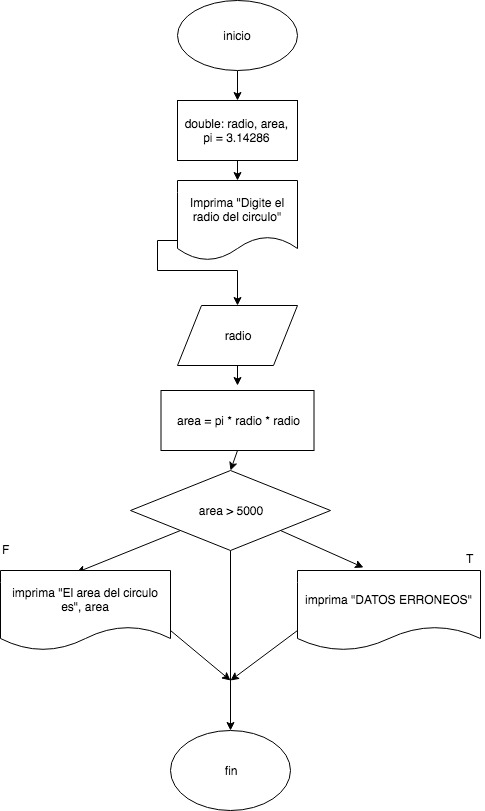 inicio
double: radio, area,
pi = 3.14286
Imprima "Digite el
radio del circulo"
radio
area = pi * radio * radio
area > 5000
F
T
imprima "El area del circulo
es", area
imprima "DATOS ERRONEOS"
fin